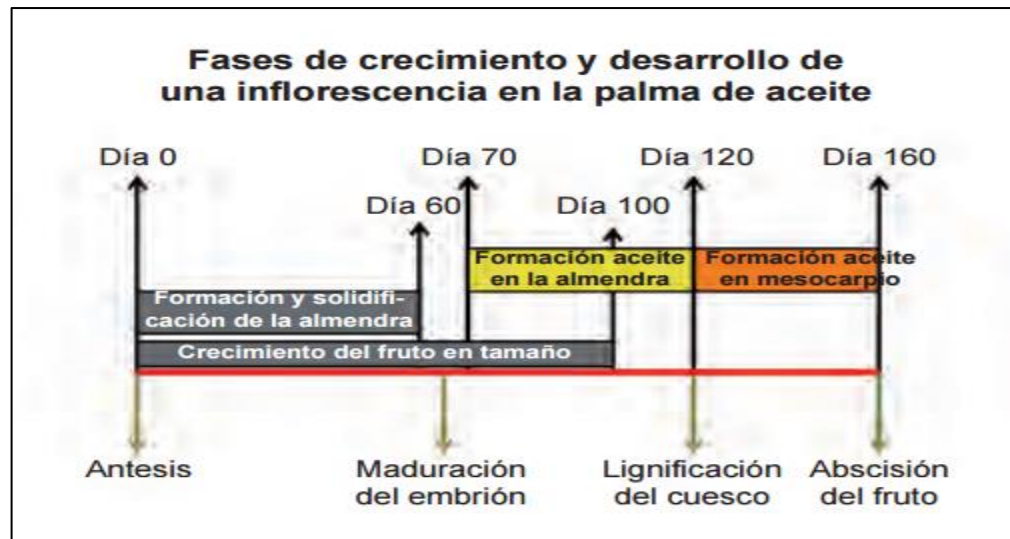 Fases de crecimiento y desarrollo de
una inflorescencia en la palma de aceite
Día 0
Día 70
Día 120
Día 160
Día 60
Día 100
Formación aceite
en la almendra
Formación aceite
en mesocarpio
Formación y solidifi-
cación de la almendra
Crecimiento del fruto en tamaño
Antesis
Maduración
del embrión
Lignificación
del cuesco
Abscisión
del fruto